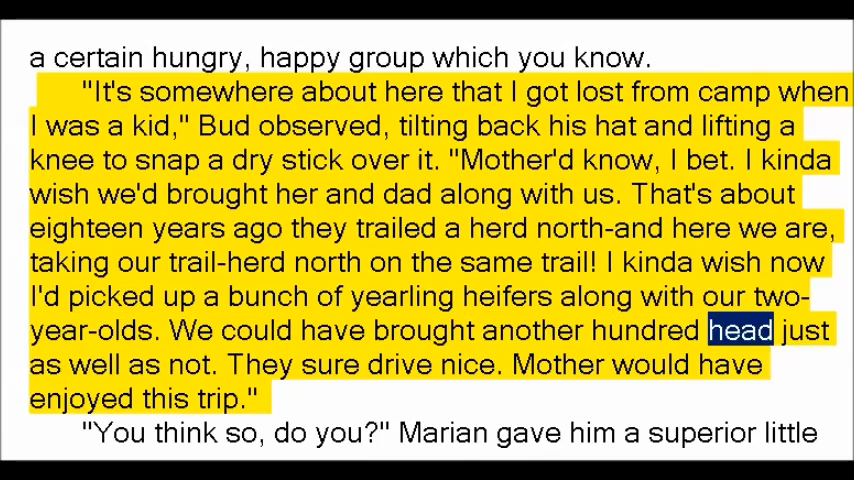 a certain hungry, happy group which you know.
"It's somewhere about here that I got lost from camp when
I was a kid," Bud observed, tilting back his hat and lifting a
knee to snap a dry stick over it. "Mother'd know, I bet. I kinda
wish we'd brought her and dad along with us. That's about
eighteen years ago they trailed a herd north-and here we are,
taking our trail-herd north on the same trail! I kinda wish now
I'd picked up a bunch of yearling heifers along with our two-
year-olds. We could have brought another hundred head just
as well as not. They sure drive nice. Mother would have
enjoyed this trip."
"You think so, do you?" Marian gave him a superior little